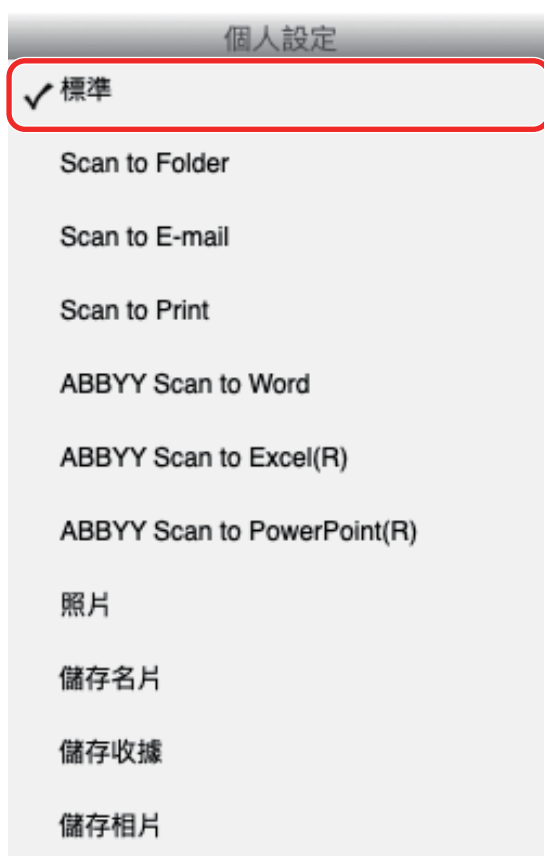 個人設定
標準
Scan to Folder
Scan to E-mail
Scan to Print
ABBYY Scan to Word
ABBYY Scan to Excel(R)
ABBYY Scan to PowerPoint(R)
照片
儲存名片
儲存收據
儲存相片